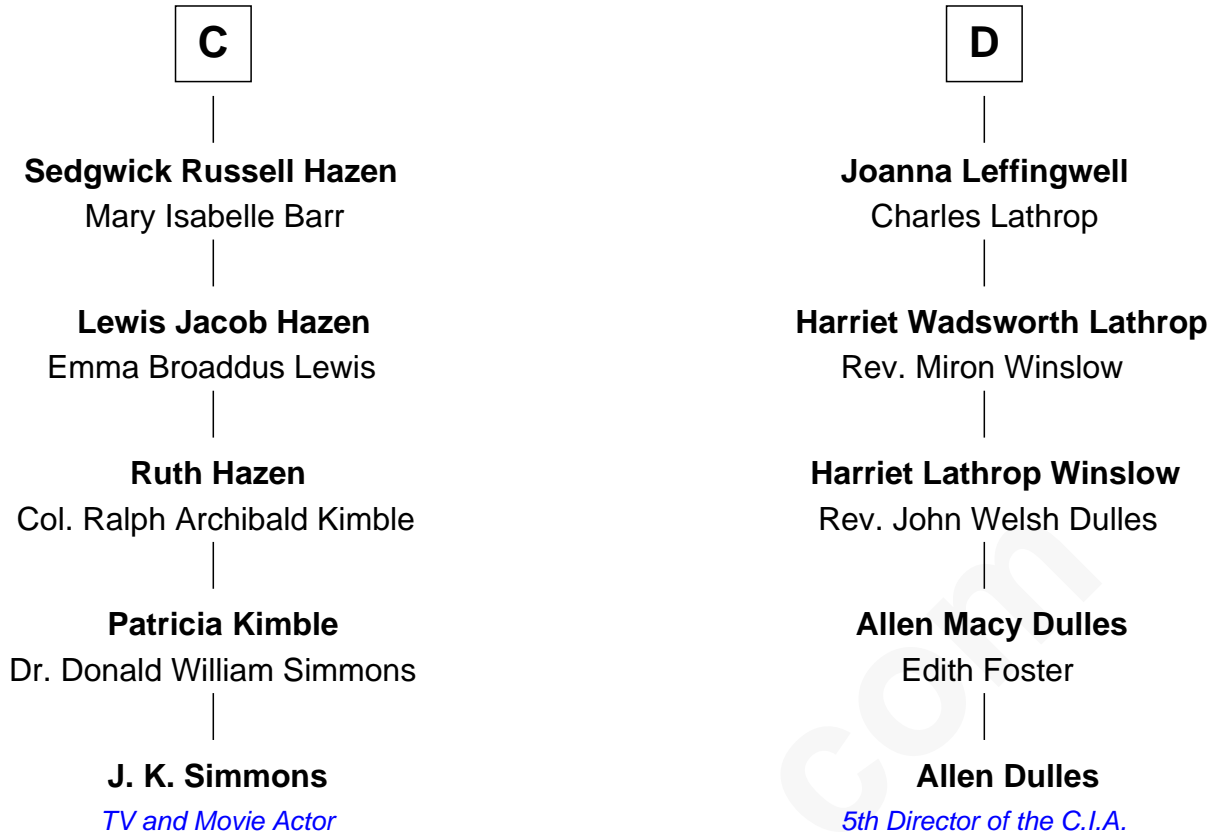 C
Sedgwick Russell Hazen
Mary Isabelle Barr
Lewis Jacob Hazen
Emma Broaddus Lewis
Ruth Hazen
Col. Ralph Archibald Kimble
Patricia Kimble
Dr. Donald William Simmons
J. K. Simmons
TV and Movie Actor
D
Joanna Leffingwell
Charles Lathrop
Harriet Wadsworth Lathrop
Rev. Miron Winslow
Harriet Lathrop Winslow
Rev. John Welsh Dulles
Allen Macy Dulles
Edith Foster
Allen Dulles
5th Director of the C.I.A.
com